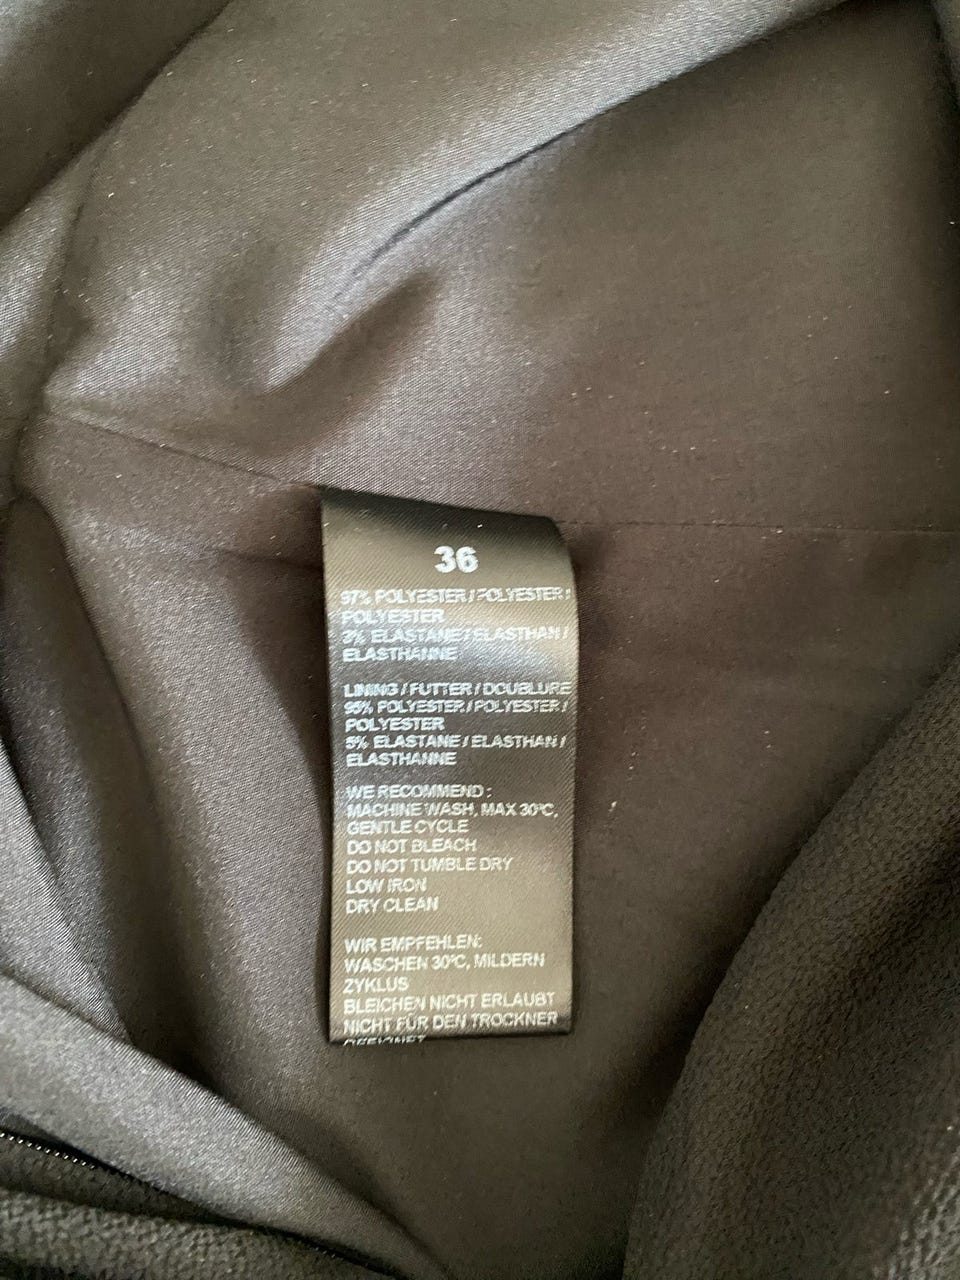 36
97% POLYESTER / POLYESTER /
POLYESTER
3% ELASTANE / ELASTHAN /
ELASTHANNE
LINING / FUTTER / DOUBLURE
95% POLYESTER / POLYESTER /
POLYESTER
5% ELASTANE / ELASTHAN /
ELASTHANNE
WE RECOMMEND :
MACHINE WASH, MAX 30°C,
GENTLE CYCLE
DO NOT BLEACH
DO NOT TUMBLE DRY
LOW IRON
DRY CLEAN
WIR EMPFEHLEN:
WASCHEN 30°C, MILDERN
ZYKLUS
BLEICHEN NICHT ERLAUBT
NICHT FÜR DEN TROCKNER